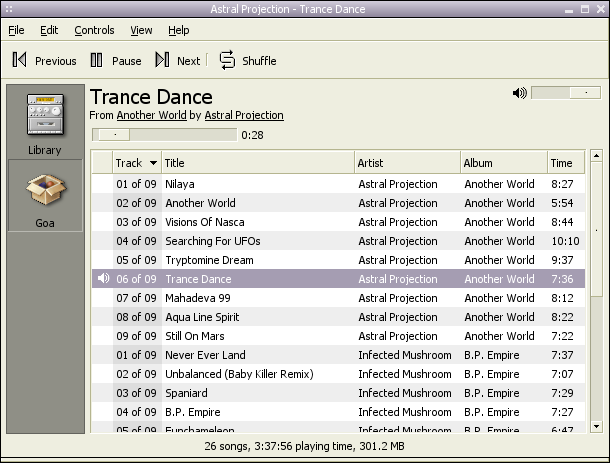 Astral Projection - Trance Dance
File Edit Controls View Help
Previous Pause Next Shuffle
Trance Dance
From Another World by Astral Projection
0:28
Library
Goa
Track Title Artist Album Time
01 of 09 Nilaya Astral Projection Another World 8:27
02 of 09 Another World Astral Projection Another World 5:54
03 of 09 Visions Of Nasca Astral Projection Another World 8:44
04 of 09 Searching For UFOs Astral Projection Another World 10:10
05 of 09 Tryptomine Dream Astral Projection Another World 9:37
06 of 09 Trance Dance Astral Projection Another World 7:36
07 of 09 Mahadeva 99 Astral Projection Another World 8:12
08 of 09 Aqua Line Spirit Astral Projection Another World 8:22
09 of 09 Still On Mars Astral Projection Another World 7:22
01 of 09 Never Ever Land Infected Mushroom B.P. Empire 7:37
02 of 09 Unbalanced (Baby Killer Remix) Infected Mushroom B.P. Empire 7:07
03 of 09 Spaniard Infected Mushroom B.P. Empire 7:29
04 of 09 B.P. Empire Infected Mushroom B.P. Empire 7:27
05 of 09 Funchameleon Infected Mushroom B.P. Empire 6:47
26 songs, 3:37:56 playing time, 301.2 MB